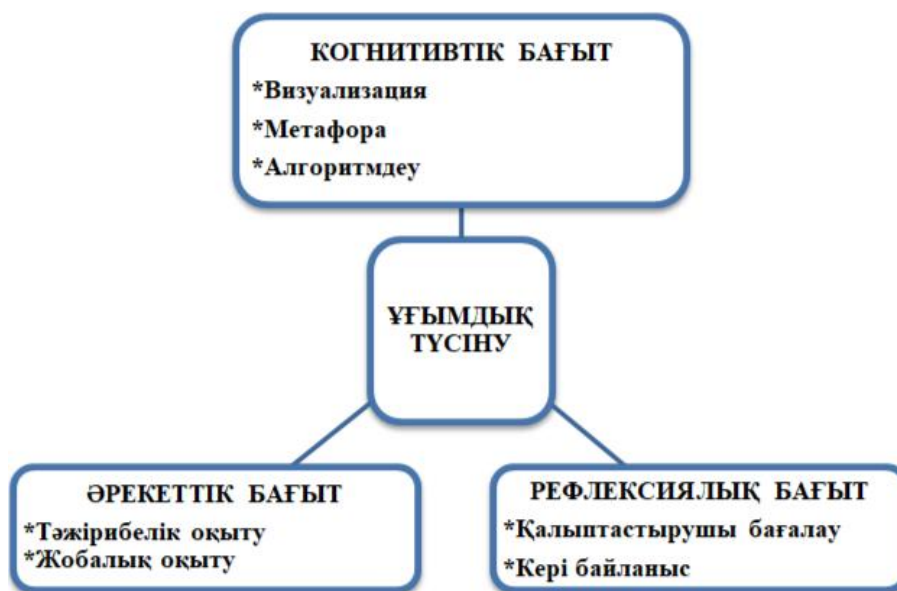 КОГНИТИВТІК БАҒЫТ
*Визуализация
*Метафора
*Алгоритмдеу
ҰҒЫМДЫҚ
ТҮСІНУ
ӘРЕКЕТТІК БАҒЫТ
*Тәжірибелік оқыту
*Жобалық оқыту
РЕФЛЕКСИЯЛЫҚ БАҒЫТ
*Қалыптастырушы бағалау
*Кері байланыс